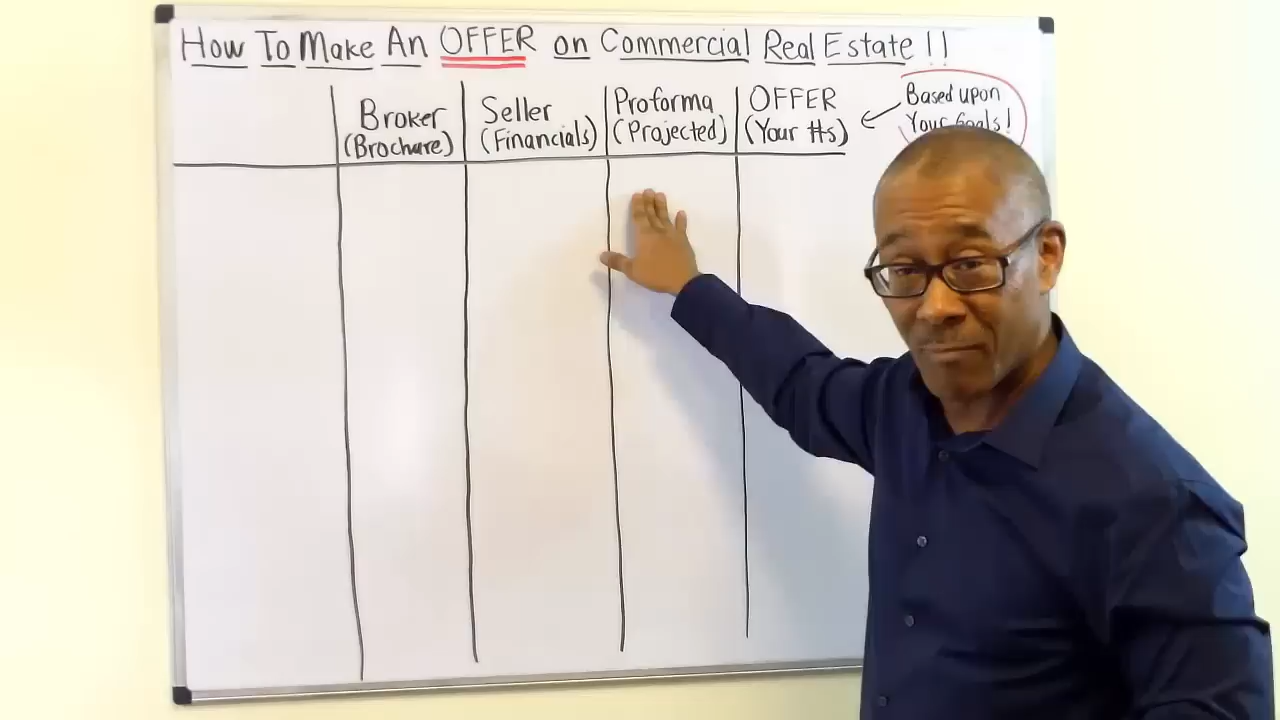 How To Make An OFFER on Commercial Real Estate !!
Broker
(Brochure)
Seller
(Financials)
Proforma
(Projected)
OFFER
(Your #s)
Based upon
Your Goals!